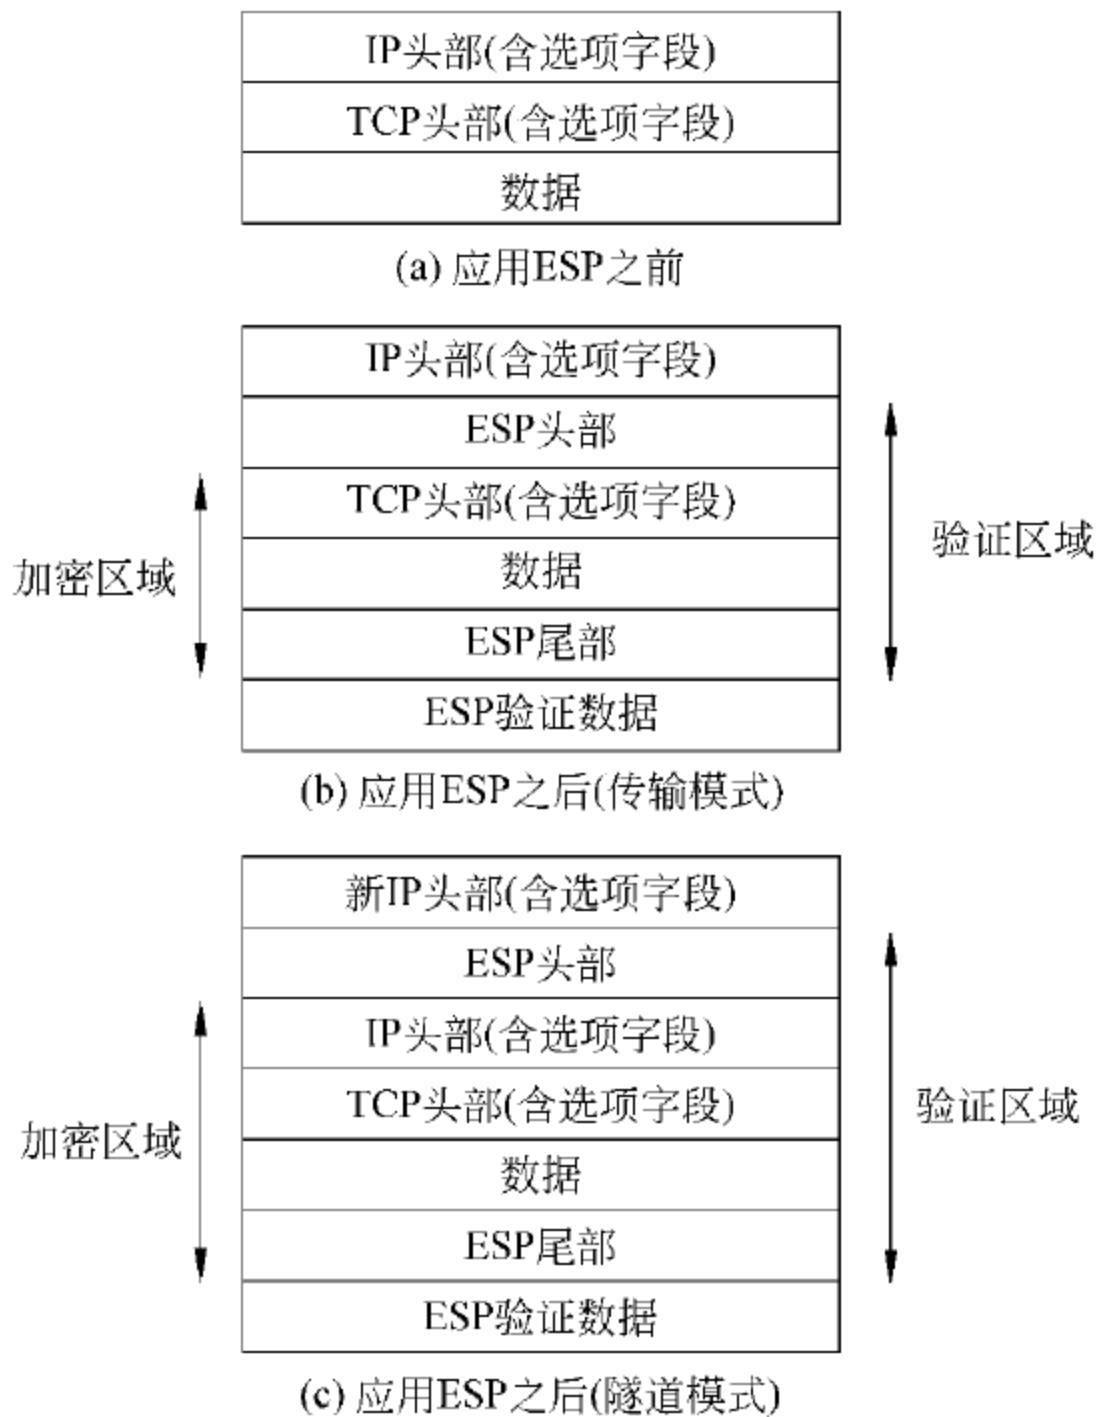 IP头部(含选项字段)
TCP头部(含选项字段)
数据
(a) 应用ESP之前
IP头部(含选项字段)
ESP头部
TCP头部(含选项字段)
数据
ESP尾部
ESP验证数据
加密区域
验证区域
(b) 应用ESP之后(传输模式)
新IP头部(含选项字段)
ESP头部
IP头部(含选项字段)
TCP头部(含选项字段)
数据
ESP尾部
ESP验证数据
加密区域
验证区域
(c) 应用ESP之后(隧道模式)